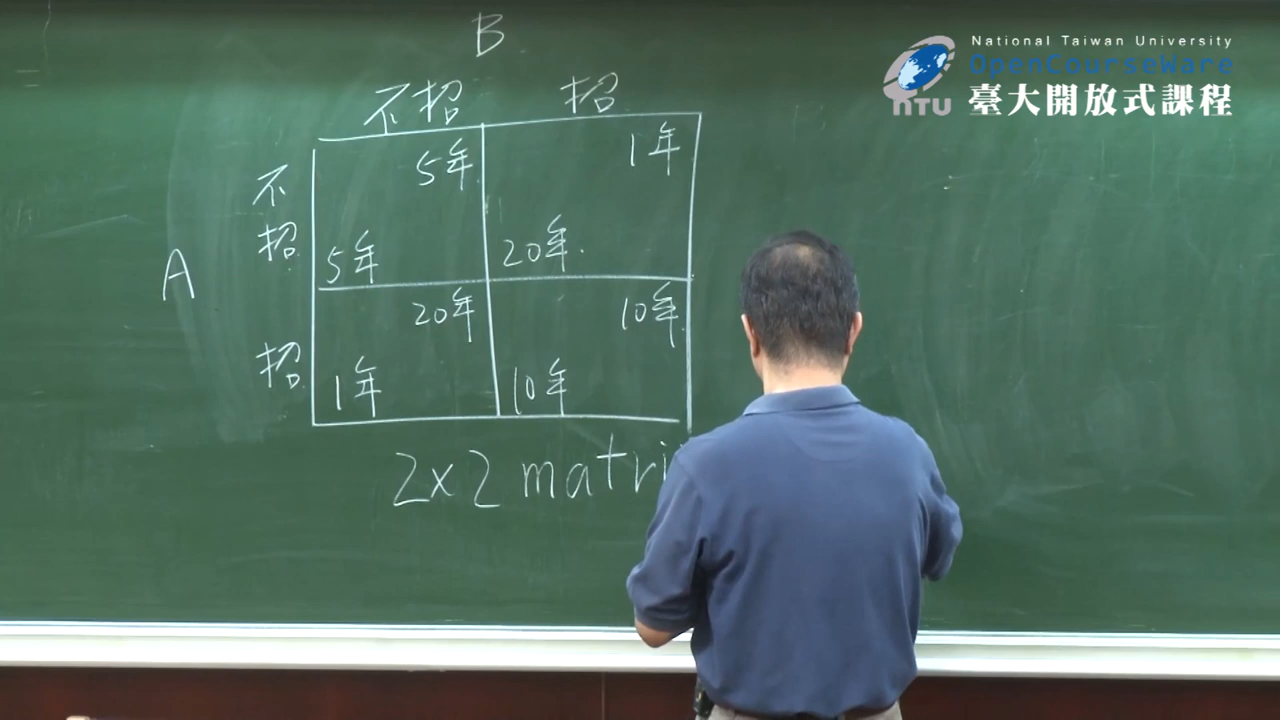 B
National Taiwan University
OpenCourseWare
NTU
臺大開放式課程
不招 招
A
不招
5年 1年
5年 20年
招
20年 10年
1年 10年
2x2 matri